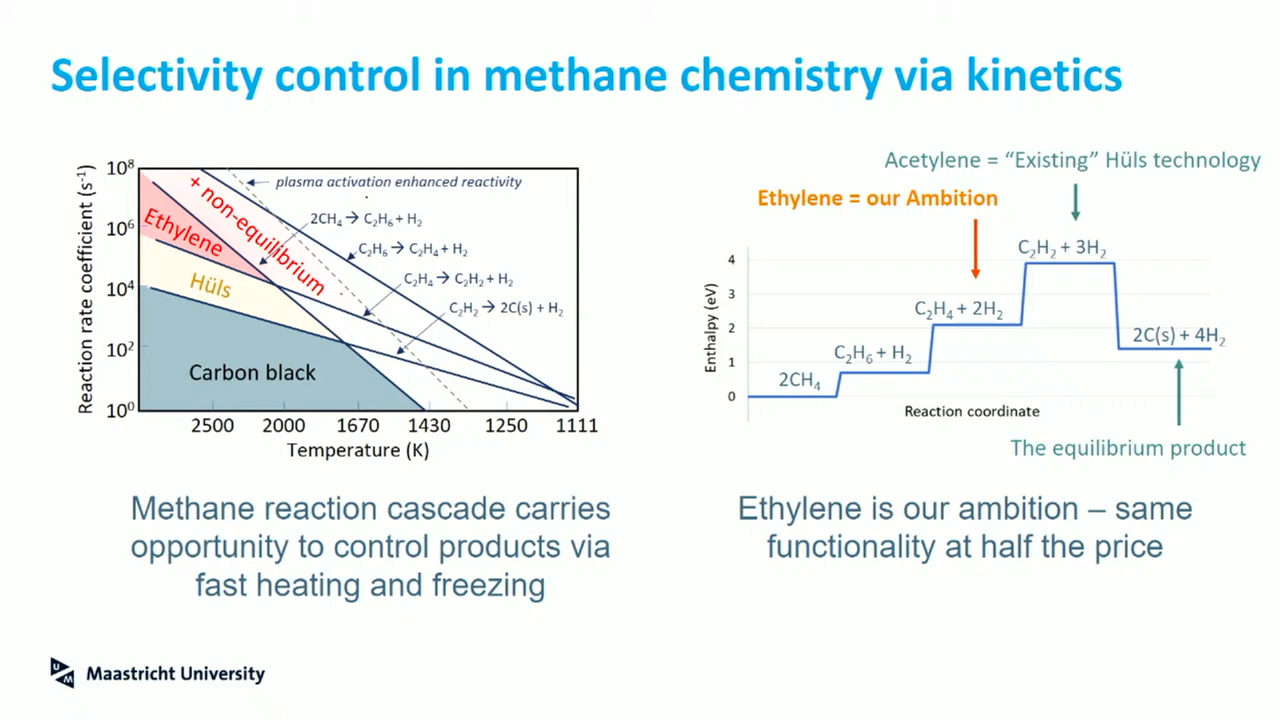 Selectivity control in methane chemistry via kinetics
Reaction rate coefficient (s⁻¹)
10⁸
10⁶
10⁴
10²
10⁰
plasma activation enhanced reactivity
+ non-equilibrium
Ethylene
Hüls
Carbon black
2CH₄ → C₂H₆ + H₂
C₂H₆ → C₂H₄ + H₂
C₂H₄ → C₂H₂ + H₂
C₂H₂ → 2C(s) + H₂
2500 2000 1670 1430 1250 1111
Temperature (K)
Acetylene = “Existing” Hüls technology
Ethylene = our Ambition
Enthalpy (eV)
4
3
2
1
0
2CH₄
C₂H₆ + H₂
C₂H₄ + 2H₂
C₂H₂ + 3H₂
2C(s) + 4H₂
Reaction coordinate
The equilibrium product
Methane reaction cascade carries
opportunity to control products via
fast heating and freezing
Ethylene is our ambition – same
functionality at half the price
UM
Maastricht University